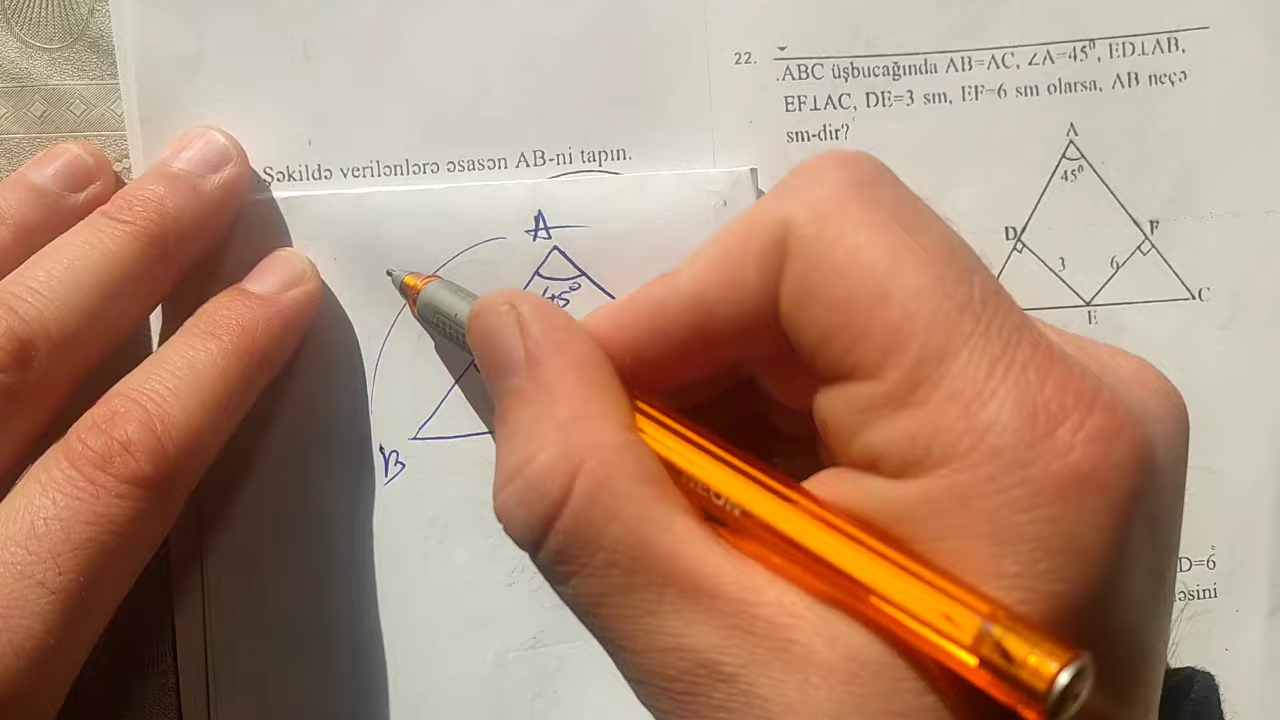 22.
.ABC üşbucağında AB=AC, ∠A=45⁰, ED⊥AB,
EF⊥AC, DE=3 sm, EF=6 sm olarsa, AB neçə
sm-dir?
A
45⁰
D
F
3
6
C
E
.Şəkildə verilənlərə əsasən AB-ni tapın.
A
45⁰
B
D=6
əsini